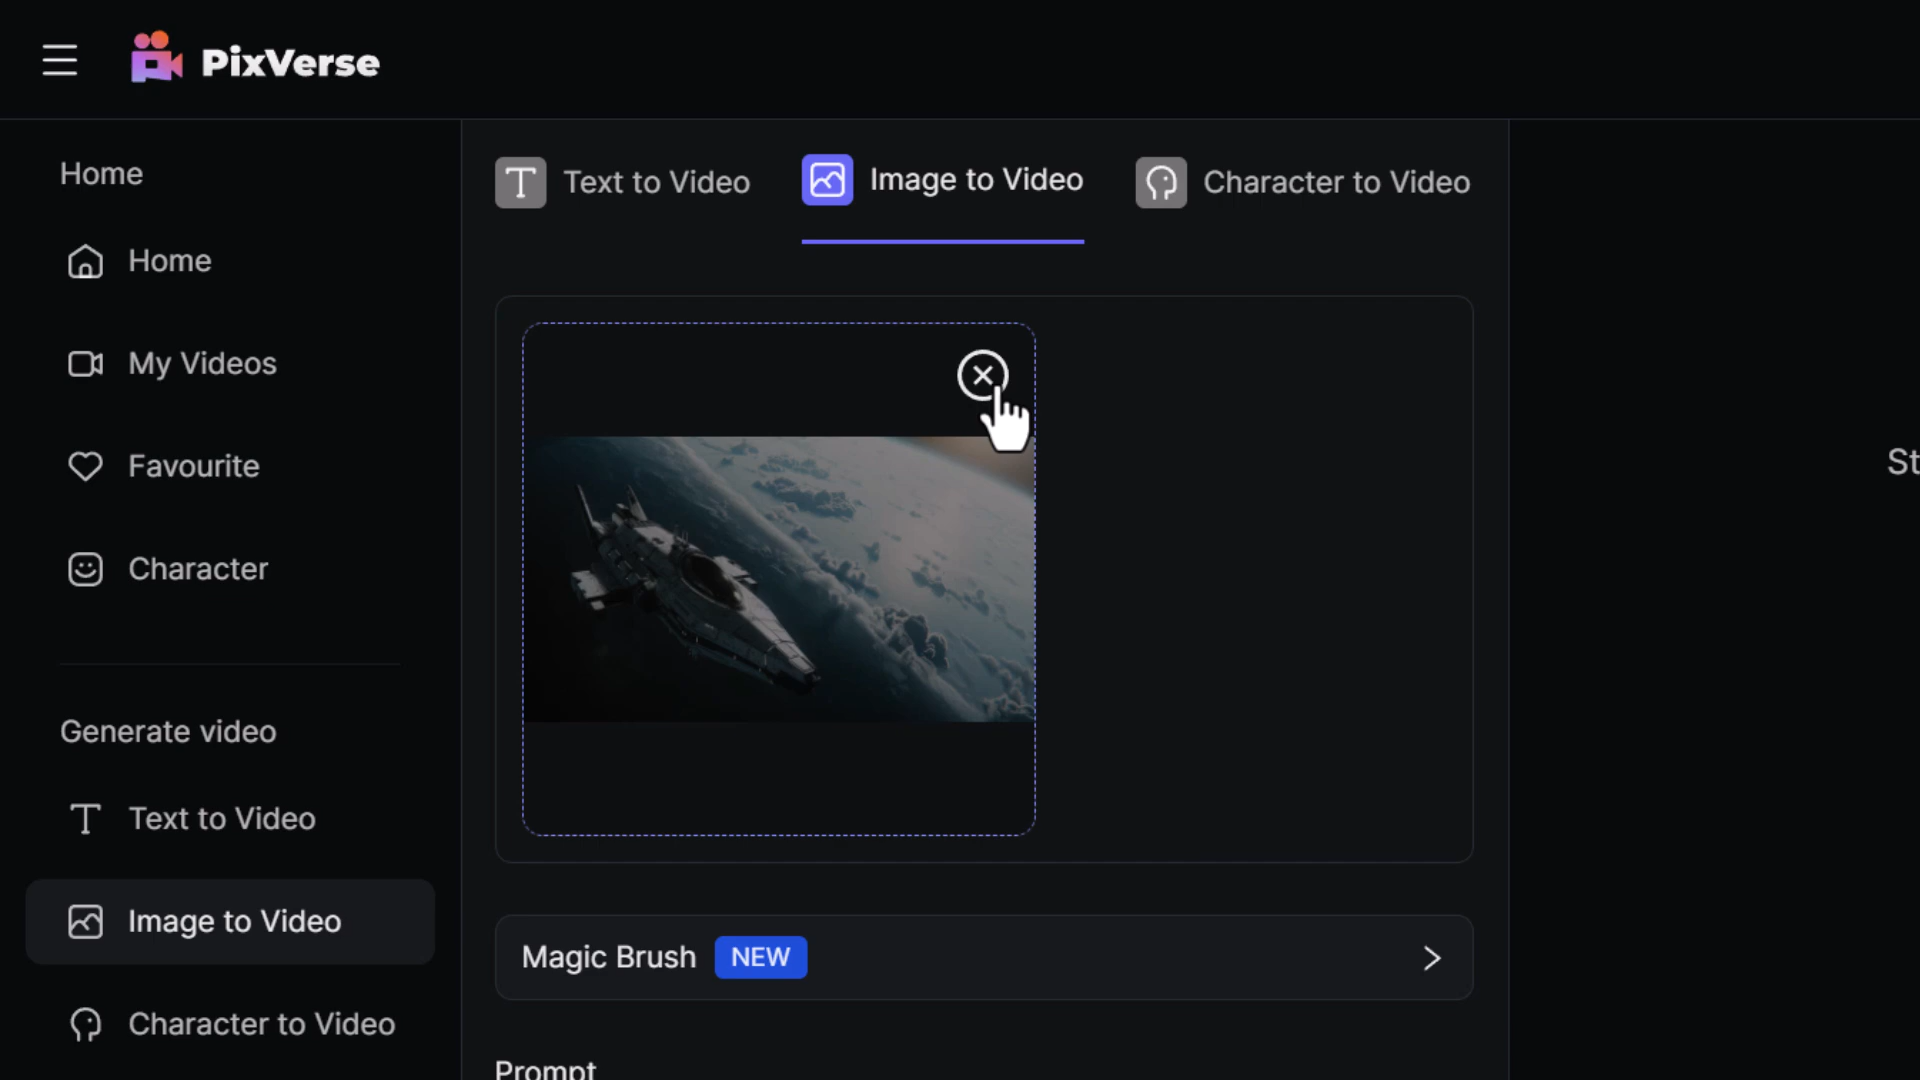 PixVerse
Home
Home
My Videos
Favourite
Character
Generate video
Text to Video
Image to Video
Character to Video
Text to Video
Image to Video
Character to Video
Magic Brush
NEW
Prompt
St